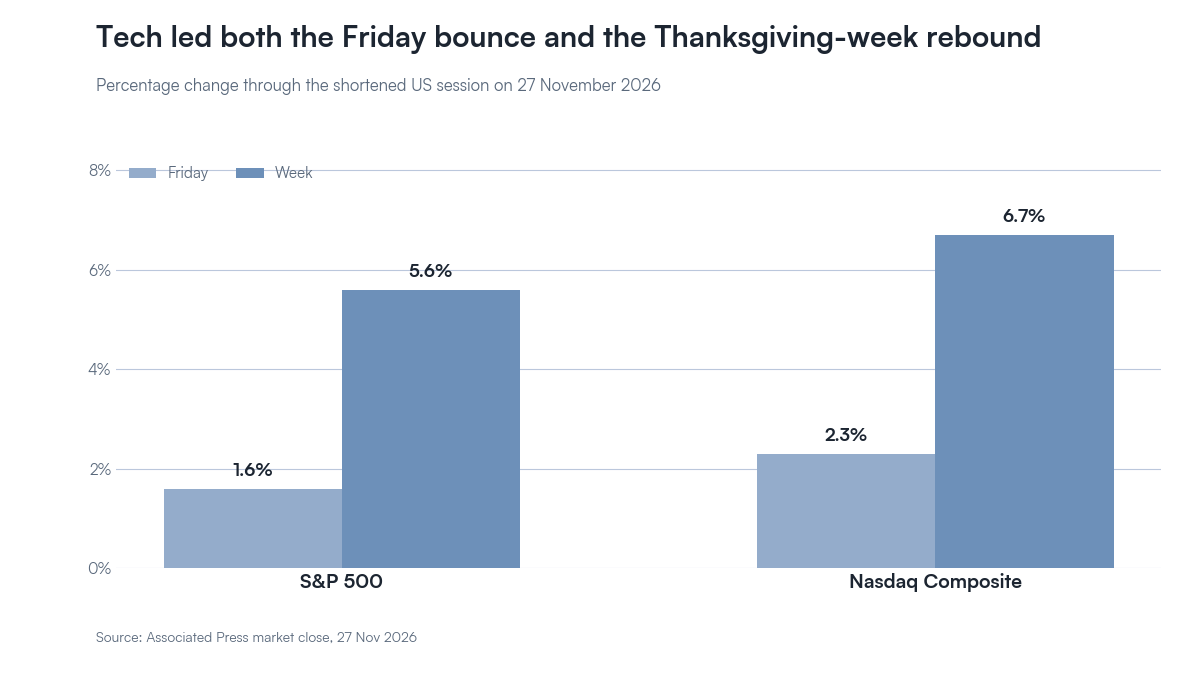 Tech led both the Friday bounce and the Thanksgiving-week rebound
Percentage change through the shortened US session on 27 November 2026
8%
Friday
Week
6.7%
6%
5.6%
4%
2.3%
2%
1.6%
0%
S&P 500
Nasdaq Composite
Source: Associated Press market close, 27 Nov 2026